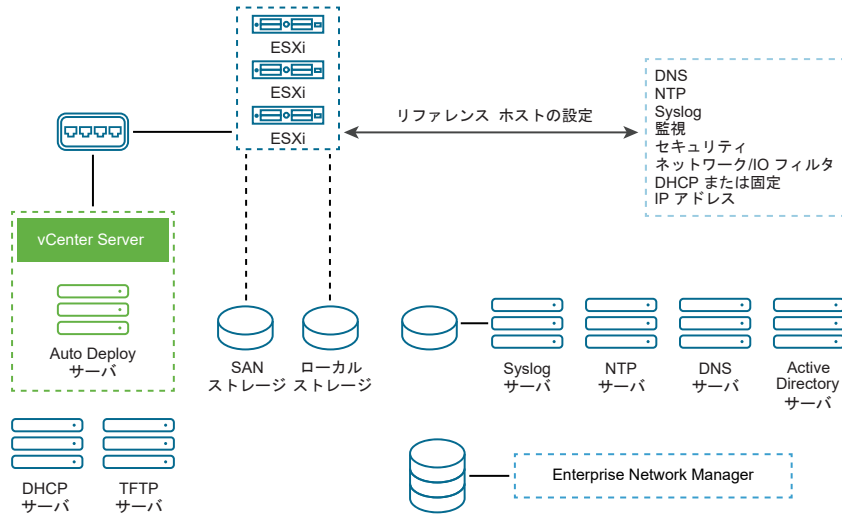 ESXi
ESXi
ESXi
リファレンス ホストの設定
DNS
NTP
Syslog
監視
セキュリティ
ネットワーク/IO フィルタ
DHCP または固定
IP アドレス
vCenter Server
Auto Deploy
サーバ
SAN
ストレージ
ローカル
ストレージ
Syslog
サーバ
NTP
サーバ
DNS
サーバ
Active
Directory
サーバ
DHCP
サーバ
TFTP
サーバ
Enterprise Network Manager